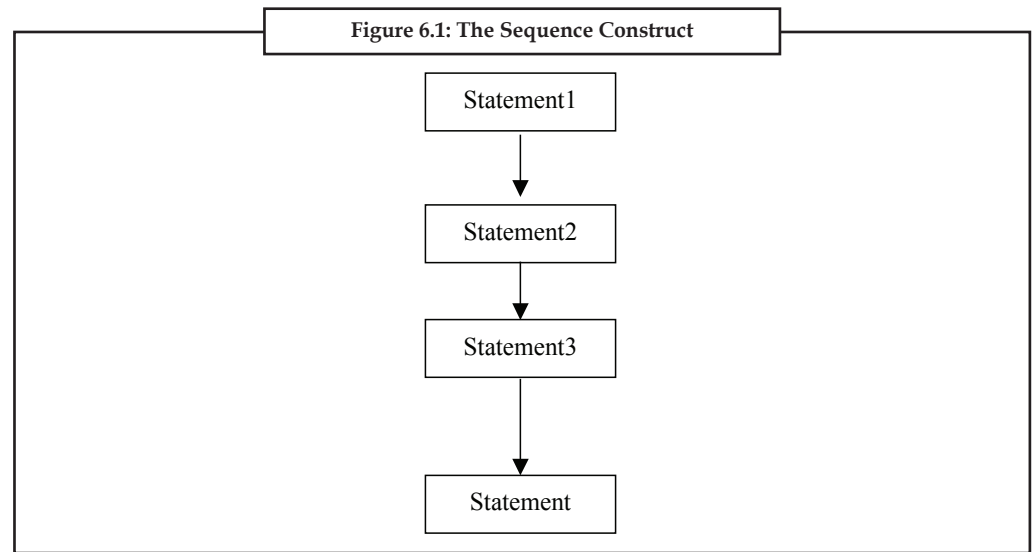 Figure 6.1: The Sequence Construct
Statement1
Statement2
Statement3
Statement